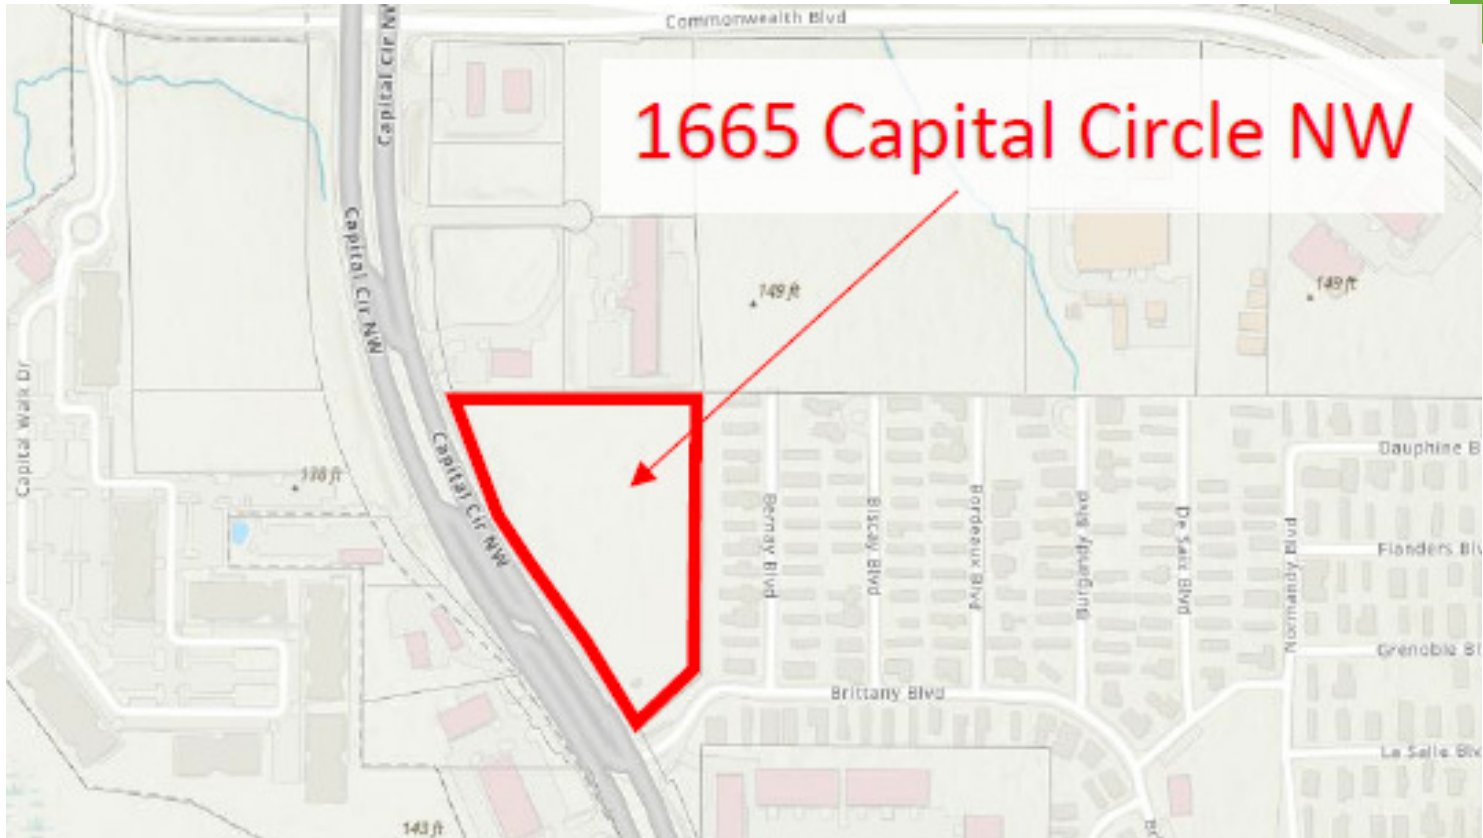 Commonwealth Blvd
Capital Cir NW
1665 Capital Circle NW
Capital Cir NW
149 ft
149 ft
Capital Walk Dr
Capital Cir NW
138 ft
Dauphine B
Bernay Blvd
Biscay Blvd
Bordeaux Blvd
Burgundy Blvd
De Saix Blvd
Normandy Blvd
Flanders Blv
Grenoble Bl
Brittany Blvd
La Salle Blv
143 ft